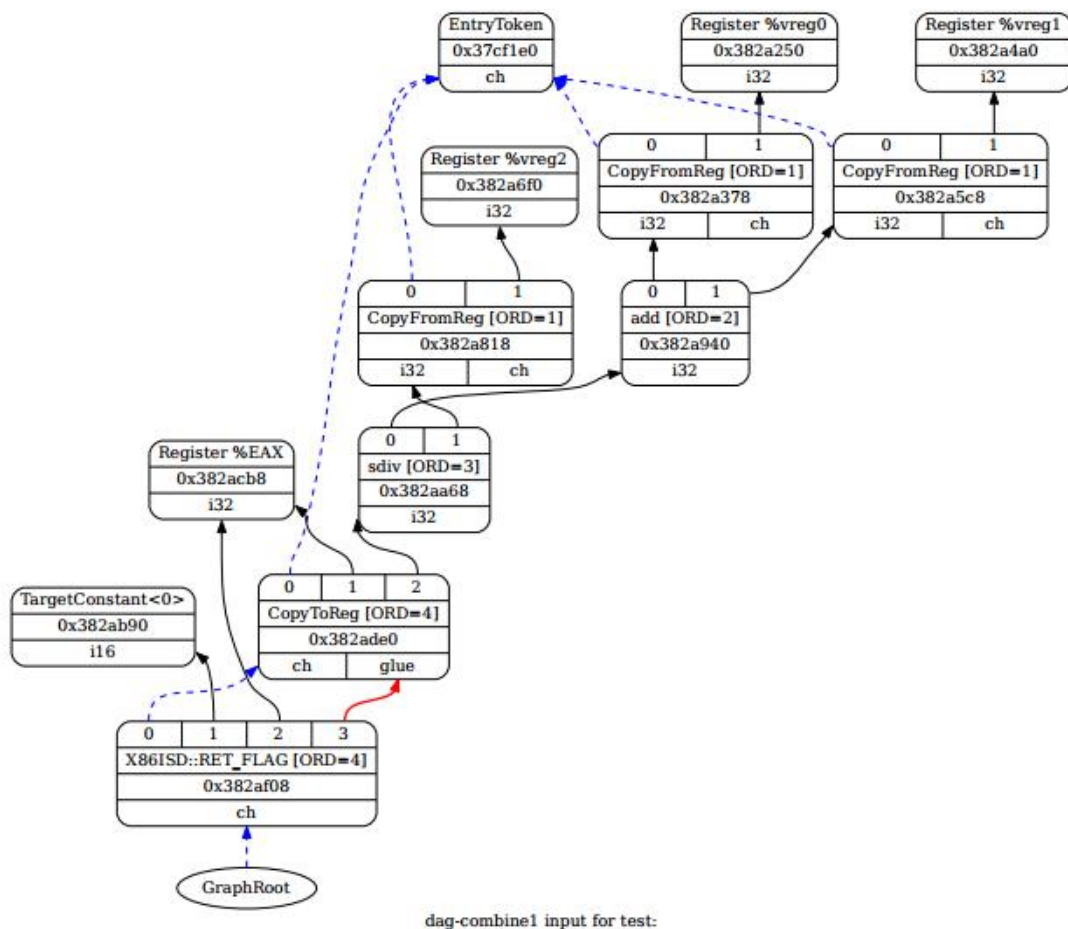 EntryToken
0x37cf1e0
ch
Register %vreg0
0x382a250
i32
Register %vreg1
0x382a4a0
i32
Register %vreg2
0x382a6f0
i32
0 1
CopyFromReg [ORD=1]
0x382a378
i32 ch
0 1
CopyFromReg [ORD=1]
0x382a5c8
i32 ch
0 1
CopyFromReg [ORD=1]
0x382a818
i32 ch
0 1
add [ORD=2]
0x382a940
i32
0 1
sdiv [ORD=3]
0x382aa68
i32
Register %EAX
0x382acb8
i32
0 1 2
CopyToReg [ORD=4]
0x382ade0
ch glue
TargetConstant<0>
0x382ab90
i16
0 1 2 3
X86ISD::RET_FLAG [ORD=4]
0x382af08
ch
GraphRoot
dag-combine1 input for test: